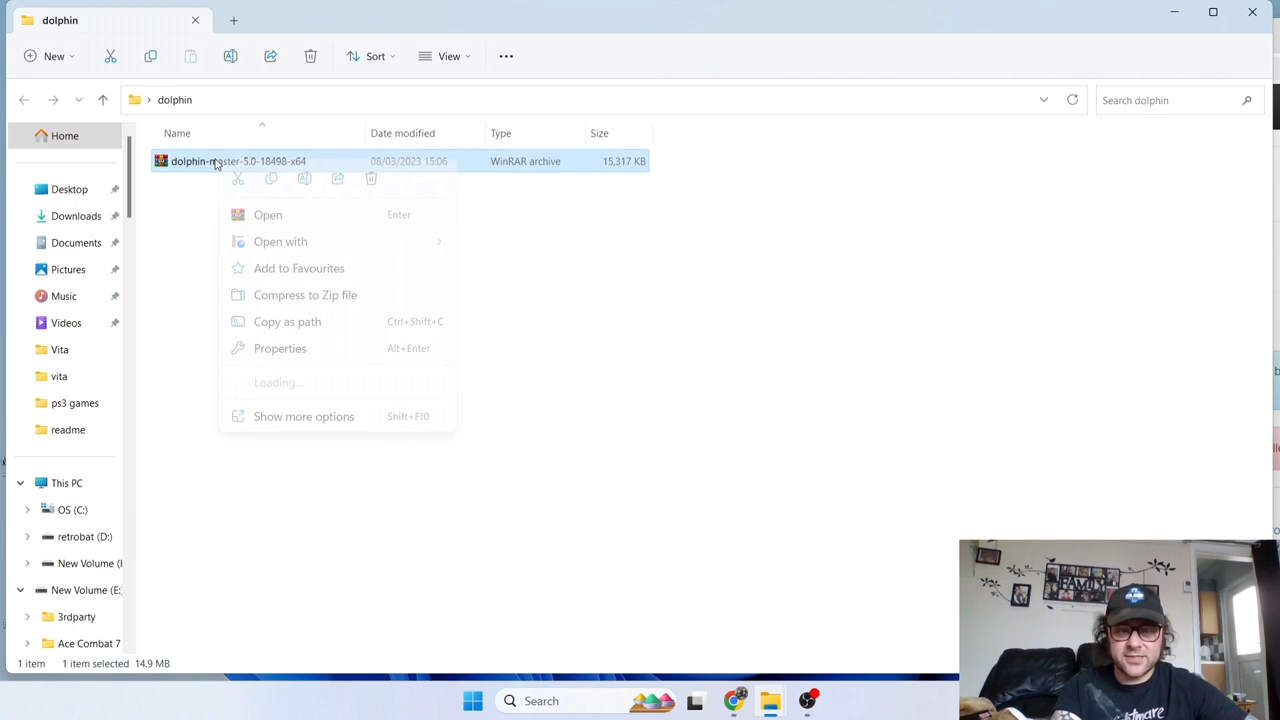 dolphin
New
Sort
View
dolphin
Search dolphin
Home
Name
Date modified
Type
Size
dolphin-master-5.0-18498-x64
08/03/2023 15:06
WinRAR archive
15,317 KB
Desktop
Downloads
Documents
Pictures
Music
Videos
Vita
vita
ps3 games
readme
This PC
OS (C:)
retrobat (D:)
New Volume (
New Volume (E:
3rdparty
Ace Combat 7
Open
Enter
Open with
Add to Favourites
Compress to Zip file
Copy as path
Ctrl+Shift+C
Properties
Alt+Enter
Loading...
Show more options
Shift+F10
FAMILY
1 item
1 item selected
14.9 MB
Search